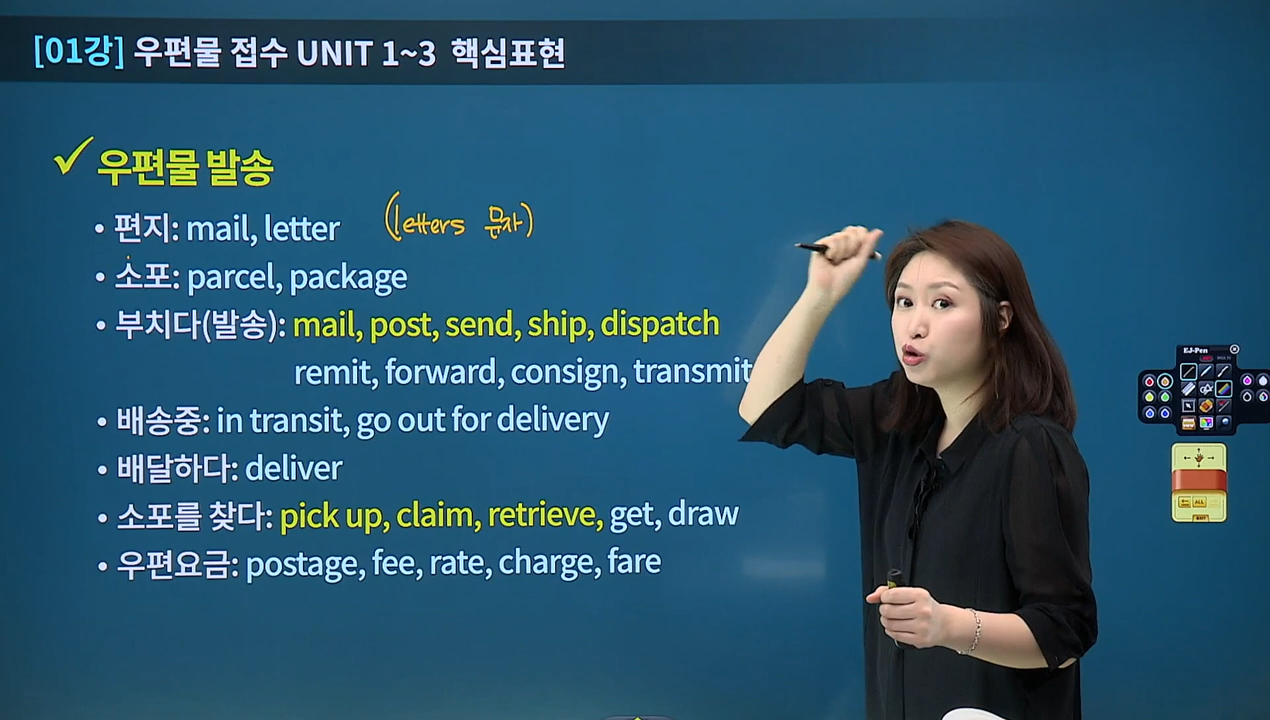 [01강] 우편물 접수 UNIT 1~3 핵심표현
✓ 우편물 발송
• 편지: mail, letter (letters 문자)
• 소포: parcel, package
• 부치다(발송): mail, post, send, ship, dispatch
remit, forward, consign, transmit
• 배송중: in transit, go out for delivery
• 배달하다: deliver
• 소포를 찾다: pick up, claim, retrieve, get, draw
• 우편요금: postage, fee, rate, charge, fare
EJ-Pen
ALL
EXIT